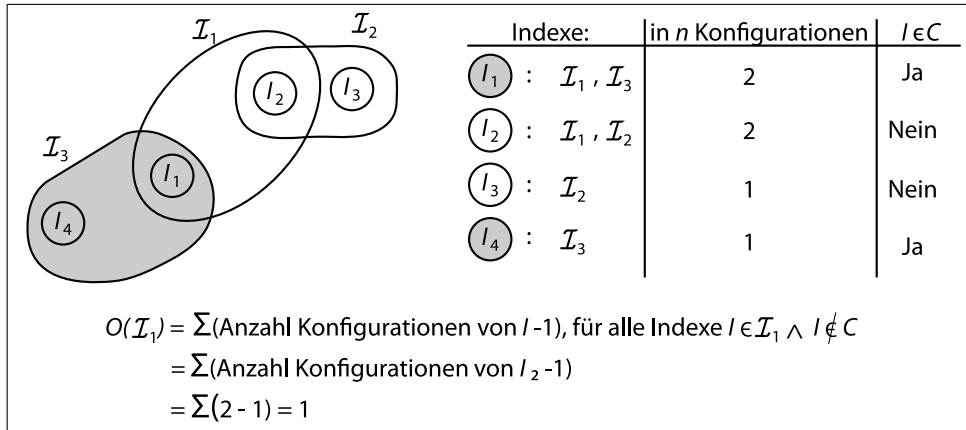 𝓘₁
𝓘₂
I₂
I₃
𝓘₃
I₁
I₄
Indexe: in n Konfigurationen I ϵ C
I₁ : 𝓘₁ , 𝓘₃ 2 Ja
I₂ : 𝓘₁ , 𝓘₂ 2 Nein
I₃ : 𝓘₂ 1 Nein
I₄ : 𝓘₃ 1 Ja
O(𝓘₁) = Σ(Anzahl Konfigurationen von I -1), für alle Indexe I ϵ 𝓘₁ ∧ I ∉ C
= Σ(Anzahl Konfigurationen von I ₂ -1)
= Σ(2 - 1) = 1